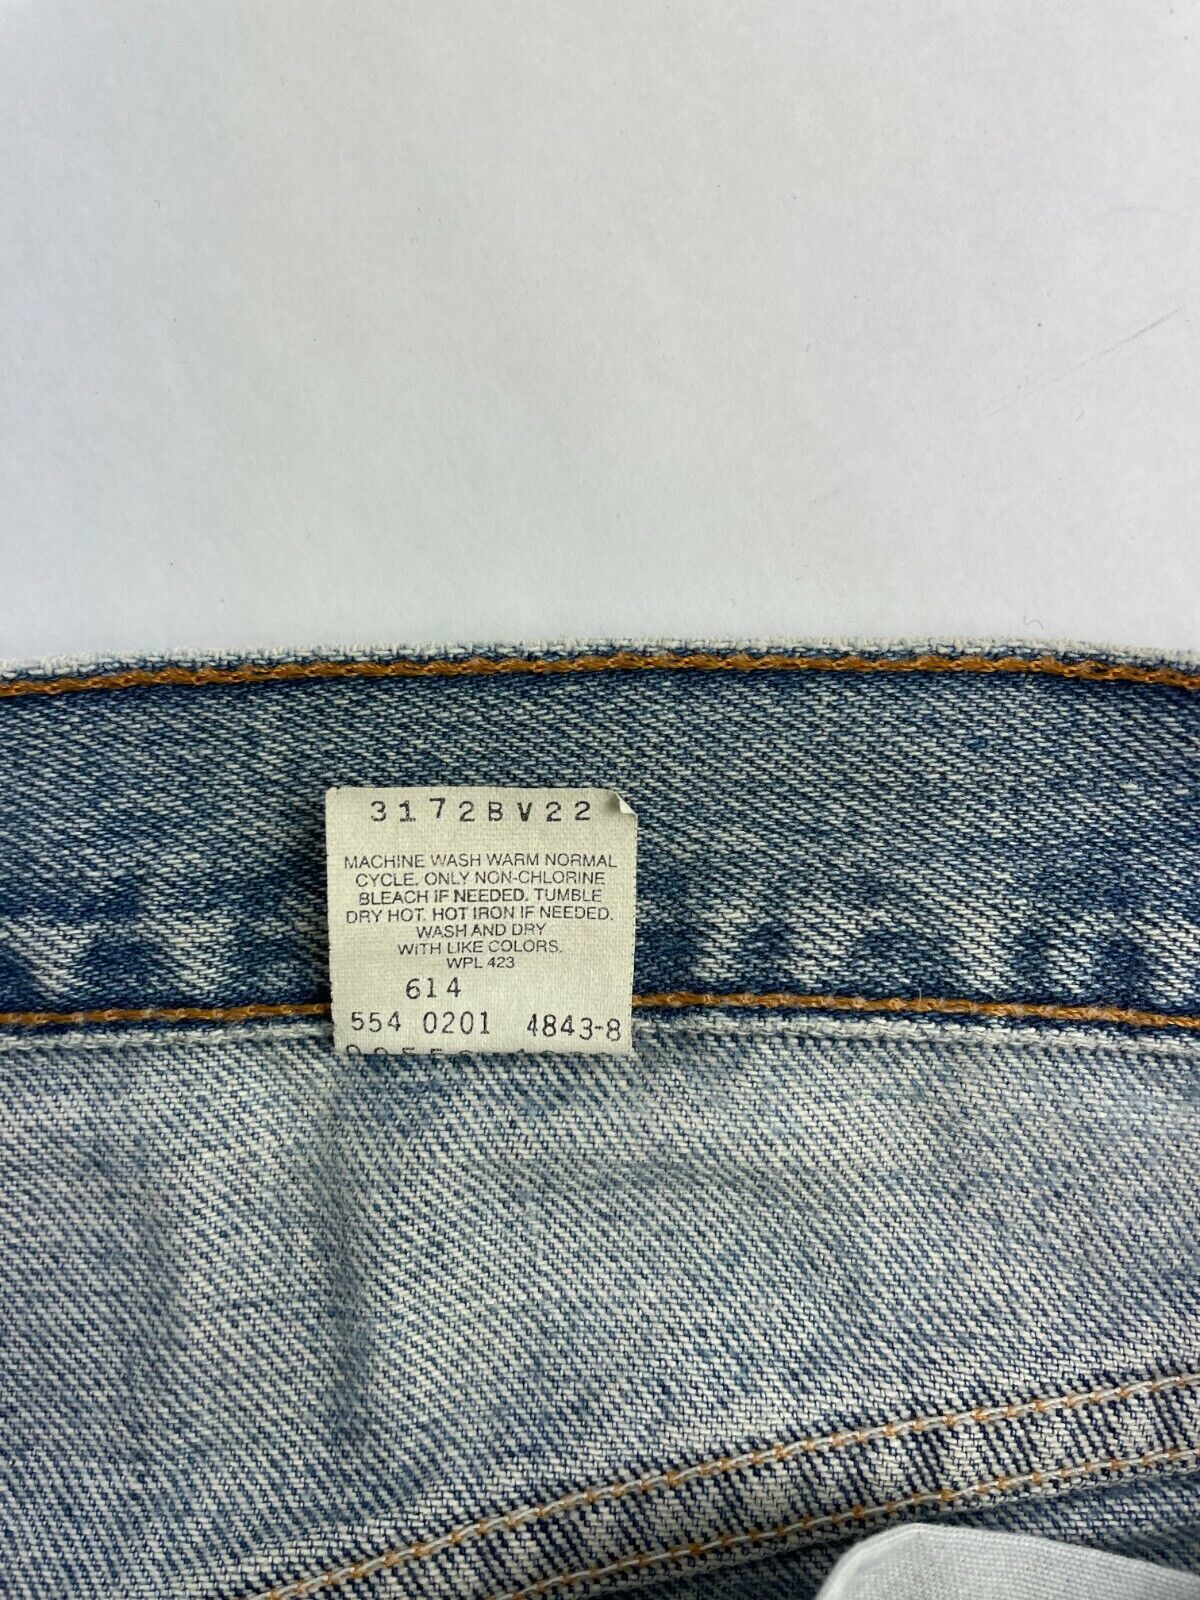 3172BV22
MACHINE WASH WARM NORMAL
CYCLE. ONLY NON-CHLORINE
BLEACH IF NEEDED. TUMBLE
DRY HOT. HOT IRON IF NEEDED.
WASH AND DRY
WITH LIKE COLORS.
WPL 423
614
554 0201 4843-8